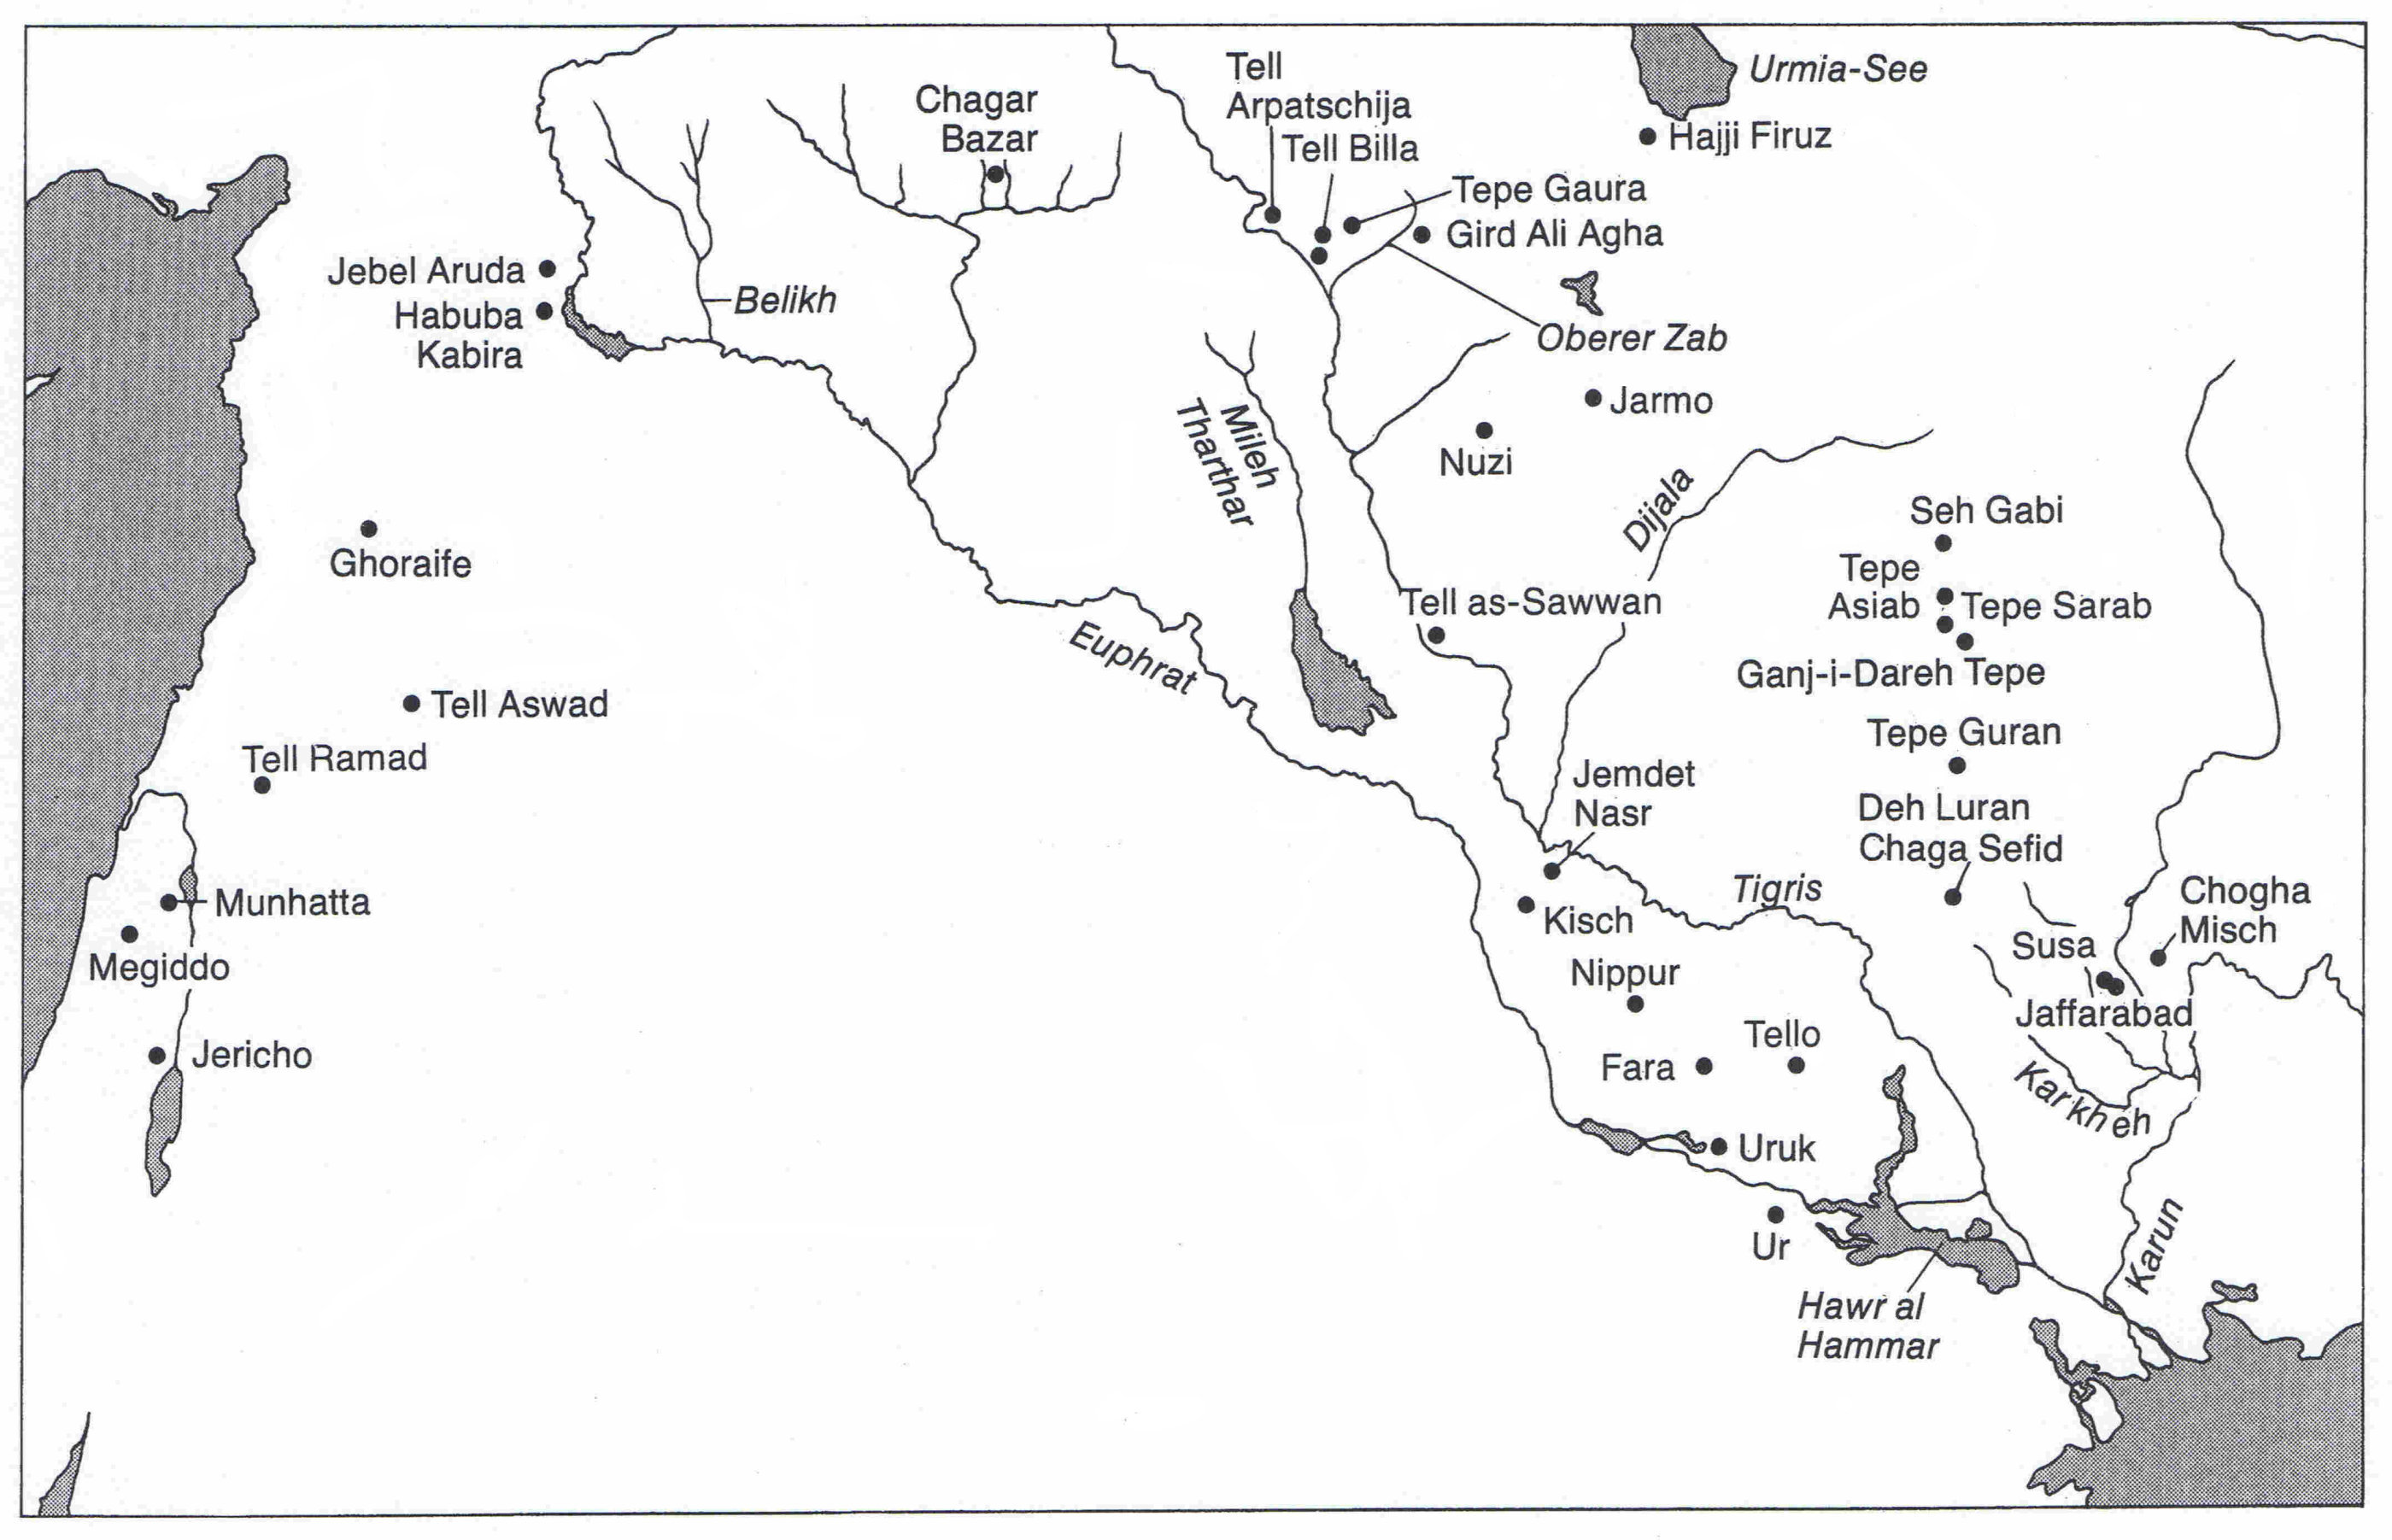 Tell
Arpatschija
Urmia-See
Chagar
Bazar
Tell Billa
Hajji Firuz
Tepe Gaura
Gird Ali Agha
Jebel Aruda
Habuba
Kabira
Belikh
Oberer Zab
Mileh
Tharthar
Jarmo
Nuzi
Dijala
Seh Gabi
Ghoraife
Tepe
Asiab
Tepe Sarab
Tell as-Sawwan
Euphrat
Ganj-i-Dareh Tepe
Tell Aswad
Tepe Guran
Tell Ramad
Jemdet
Nasr
Deh Luran
Chaga Sefid
Tigris
Chogha
Misch
Munhatta
Kisch
Susa
Megiddo
Nippur
Jaffarabad
Tello
Jericho
Fara
Karkheh
Uruk
Ur
Karun
Hawr al
Hammar